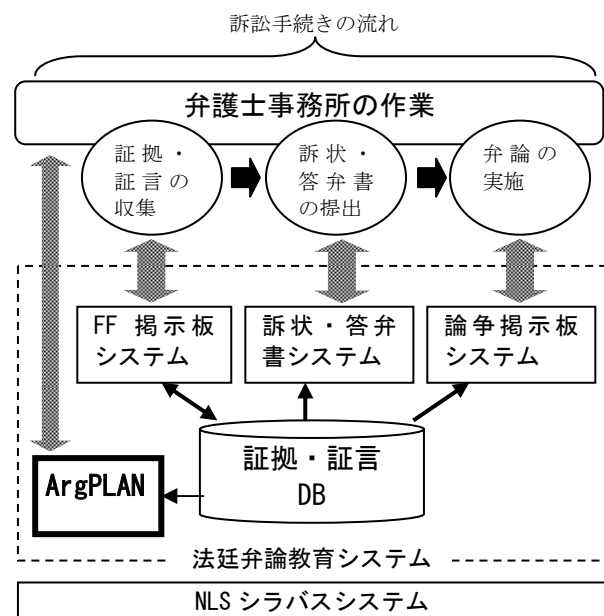 訴訟手続きの流れ
弁護士事務所の作業
証拠・
証言の
収集
訴状・
答弁書
の提出
弁論の
実施
FF 掲示板
システム
訴状・答弁
書システム
論争掲示板
システム
証拠・証言
DB
ArgPLAN
法廷弁論教育システム
NLS シラバスシステム